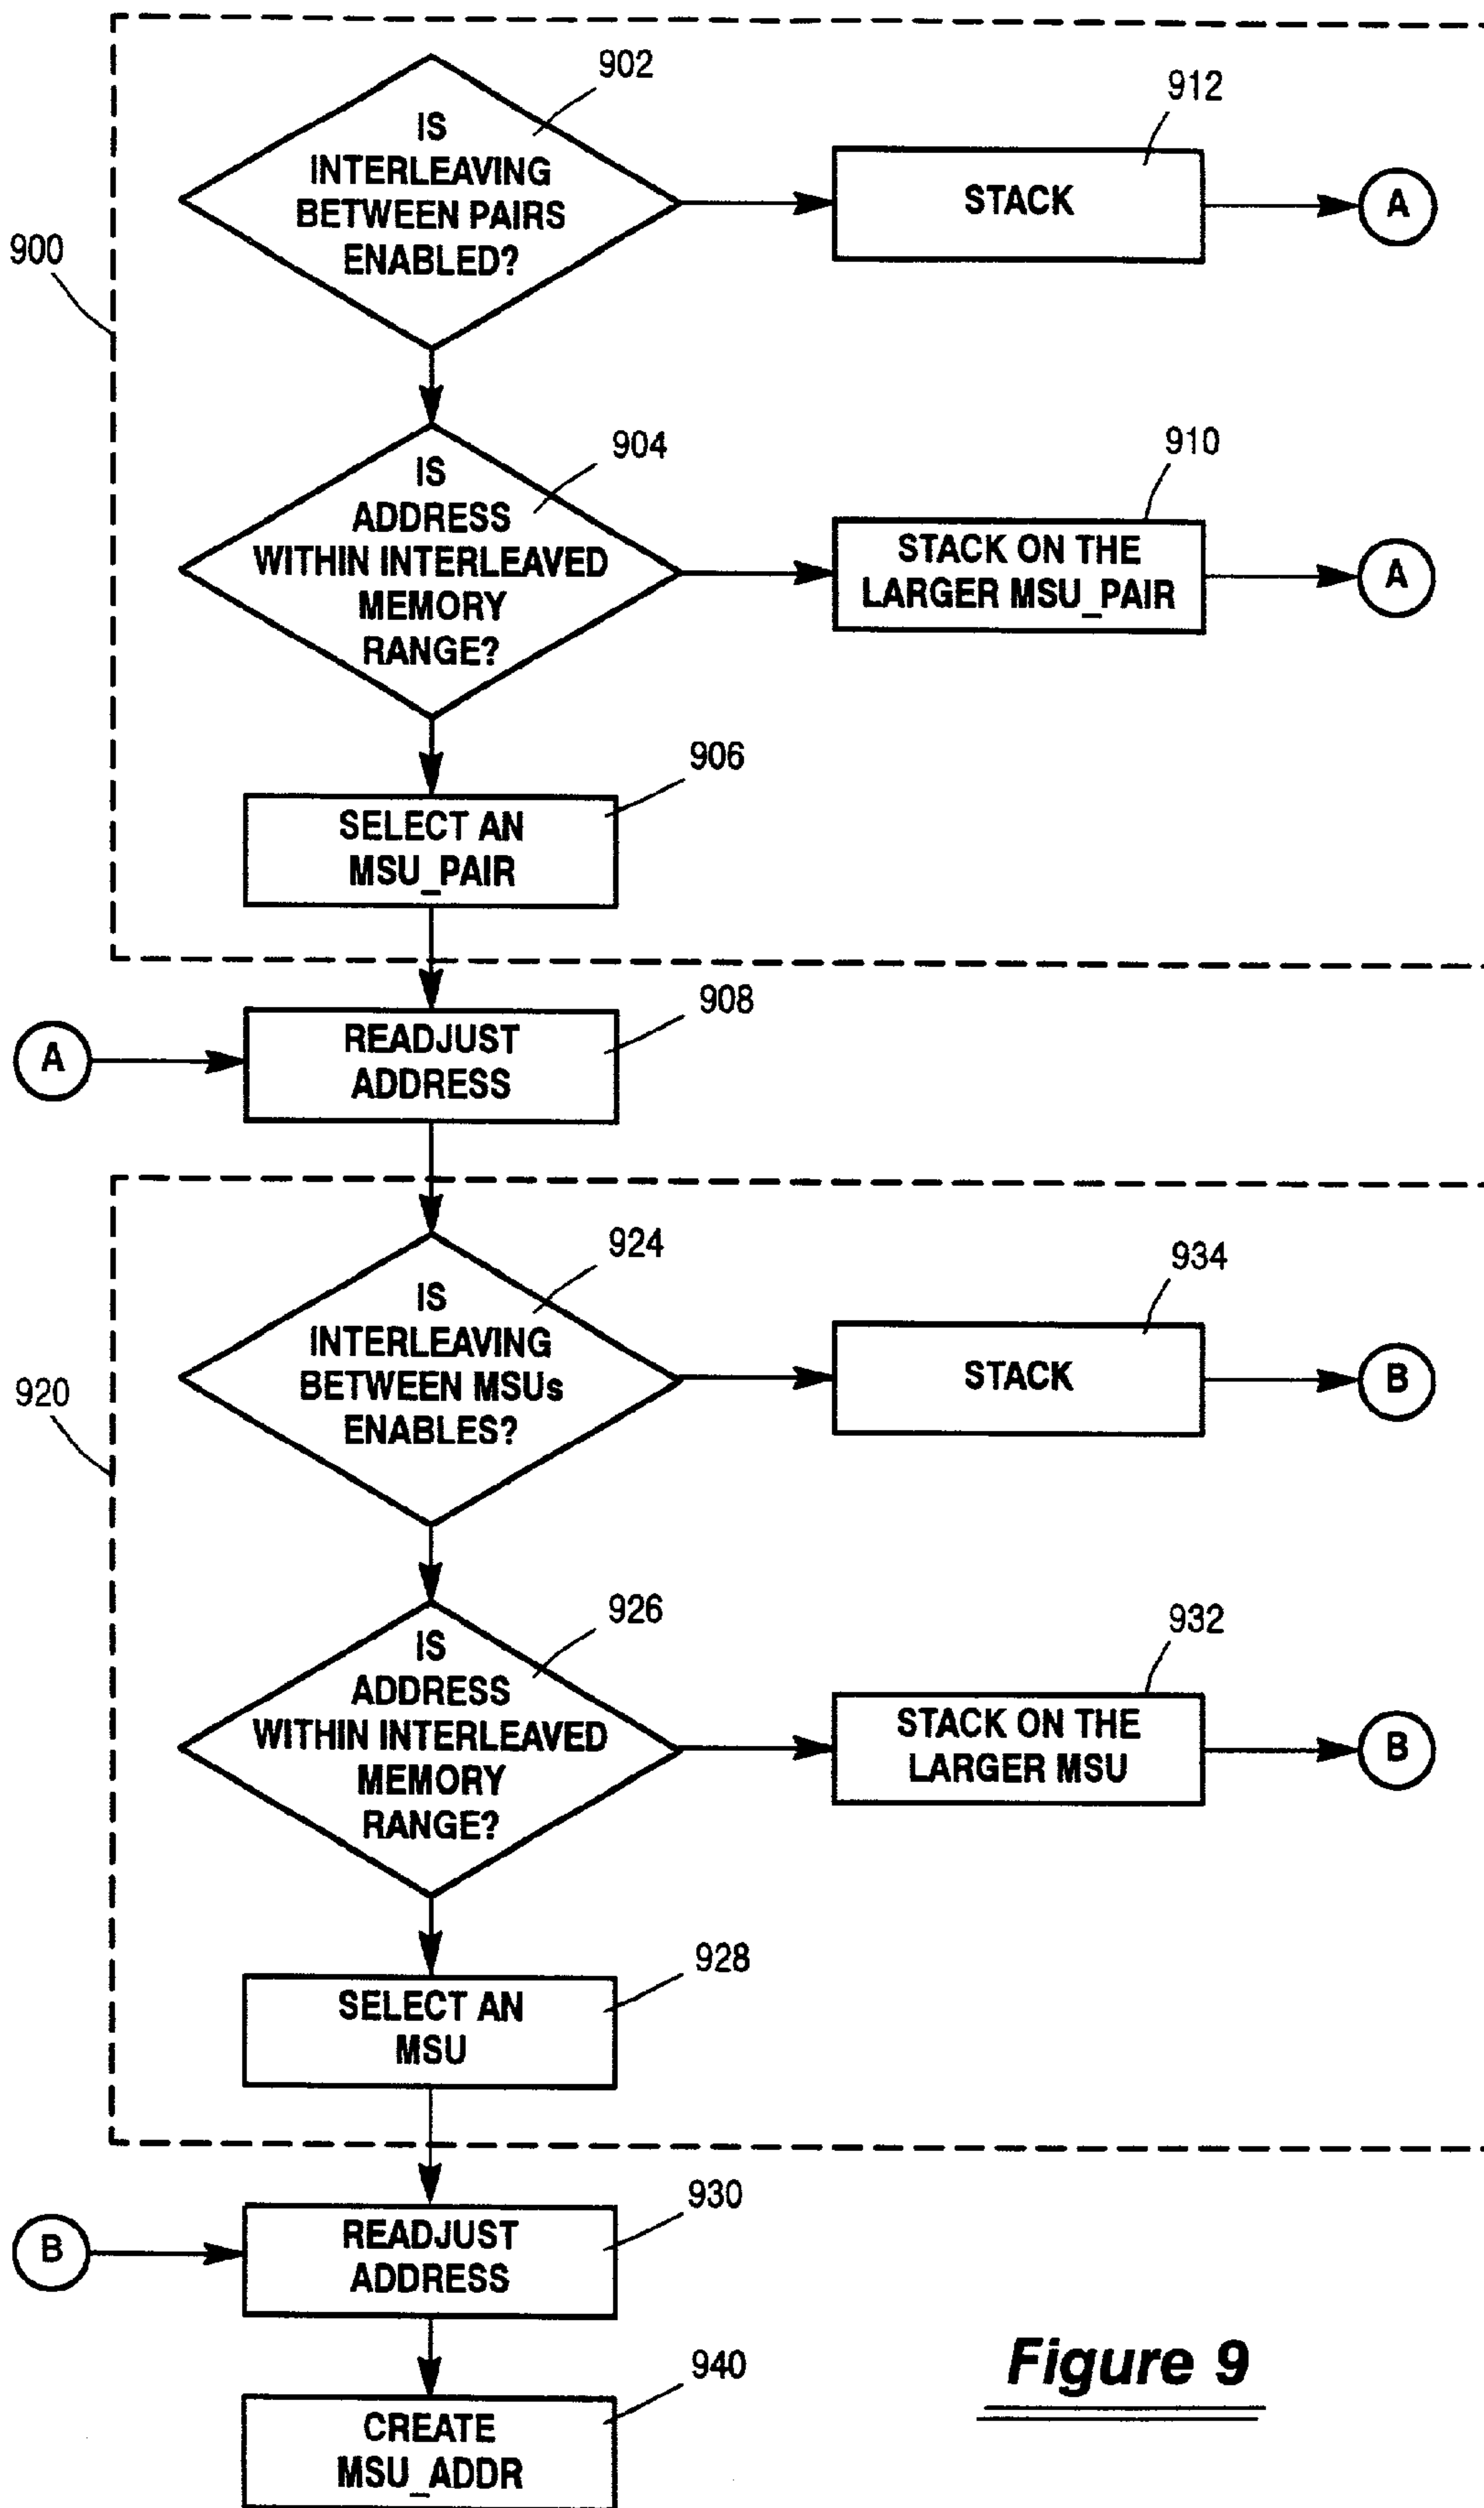 902
IS
INTERLEAVING
BETWEEN PAIRS
ENABLED?
912
STACK
A
900
904
IS
ADDRESS
WITHIN INTERLEAVED
MEMORY
RANGE?
910
STACK ON THE
LARGER MSU_PAIR
A
906
SELECT AN
MSU_PAIR
908
A
READJUST
ADDRESS
924
IS
INTERLEAVING
BETWEEN MSUs
ENABLES?
934
STACK
B
920
926
IS
ADDRESS
WITHIN INTERLEAVED
MEMORY
RANGE?
932
STACK ON THE
LARGER MSU
B
928
SELECT AN
MSU
930
B
READJUST
ADDRESS
940
CREATE
MSU_ADDR
Figure 9